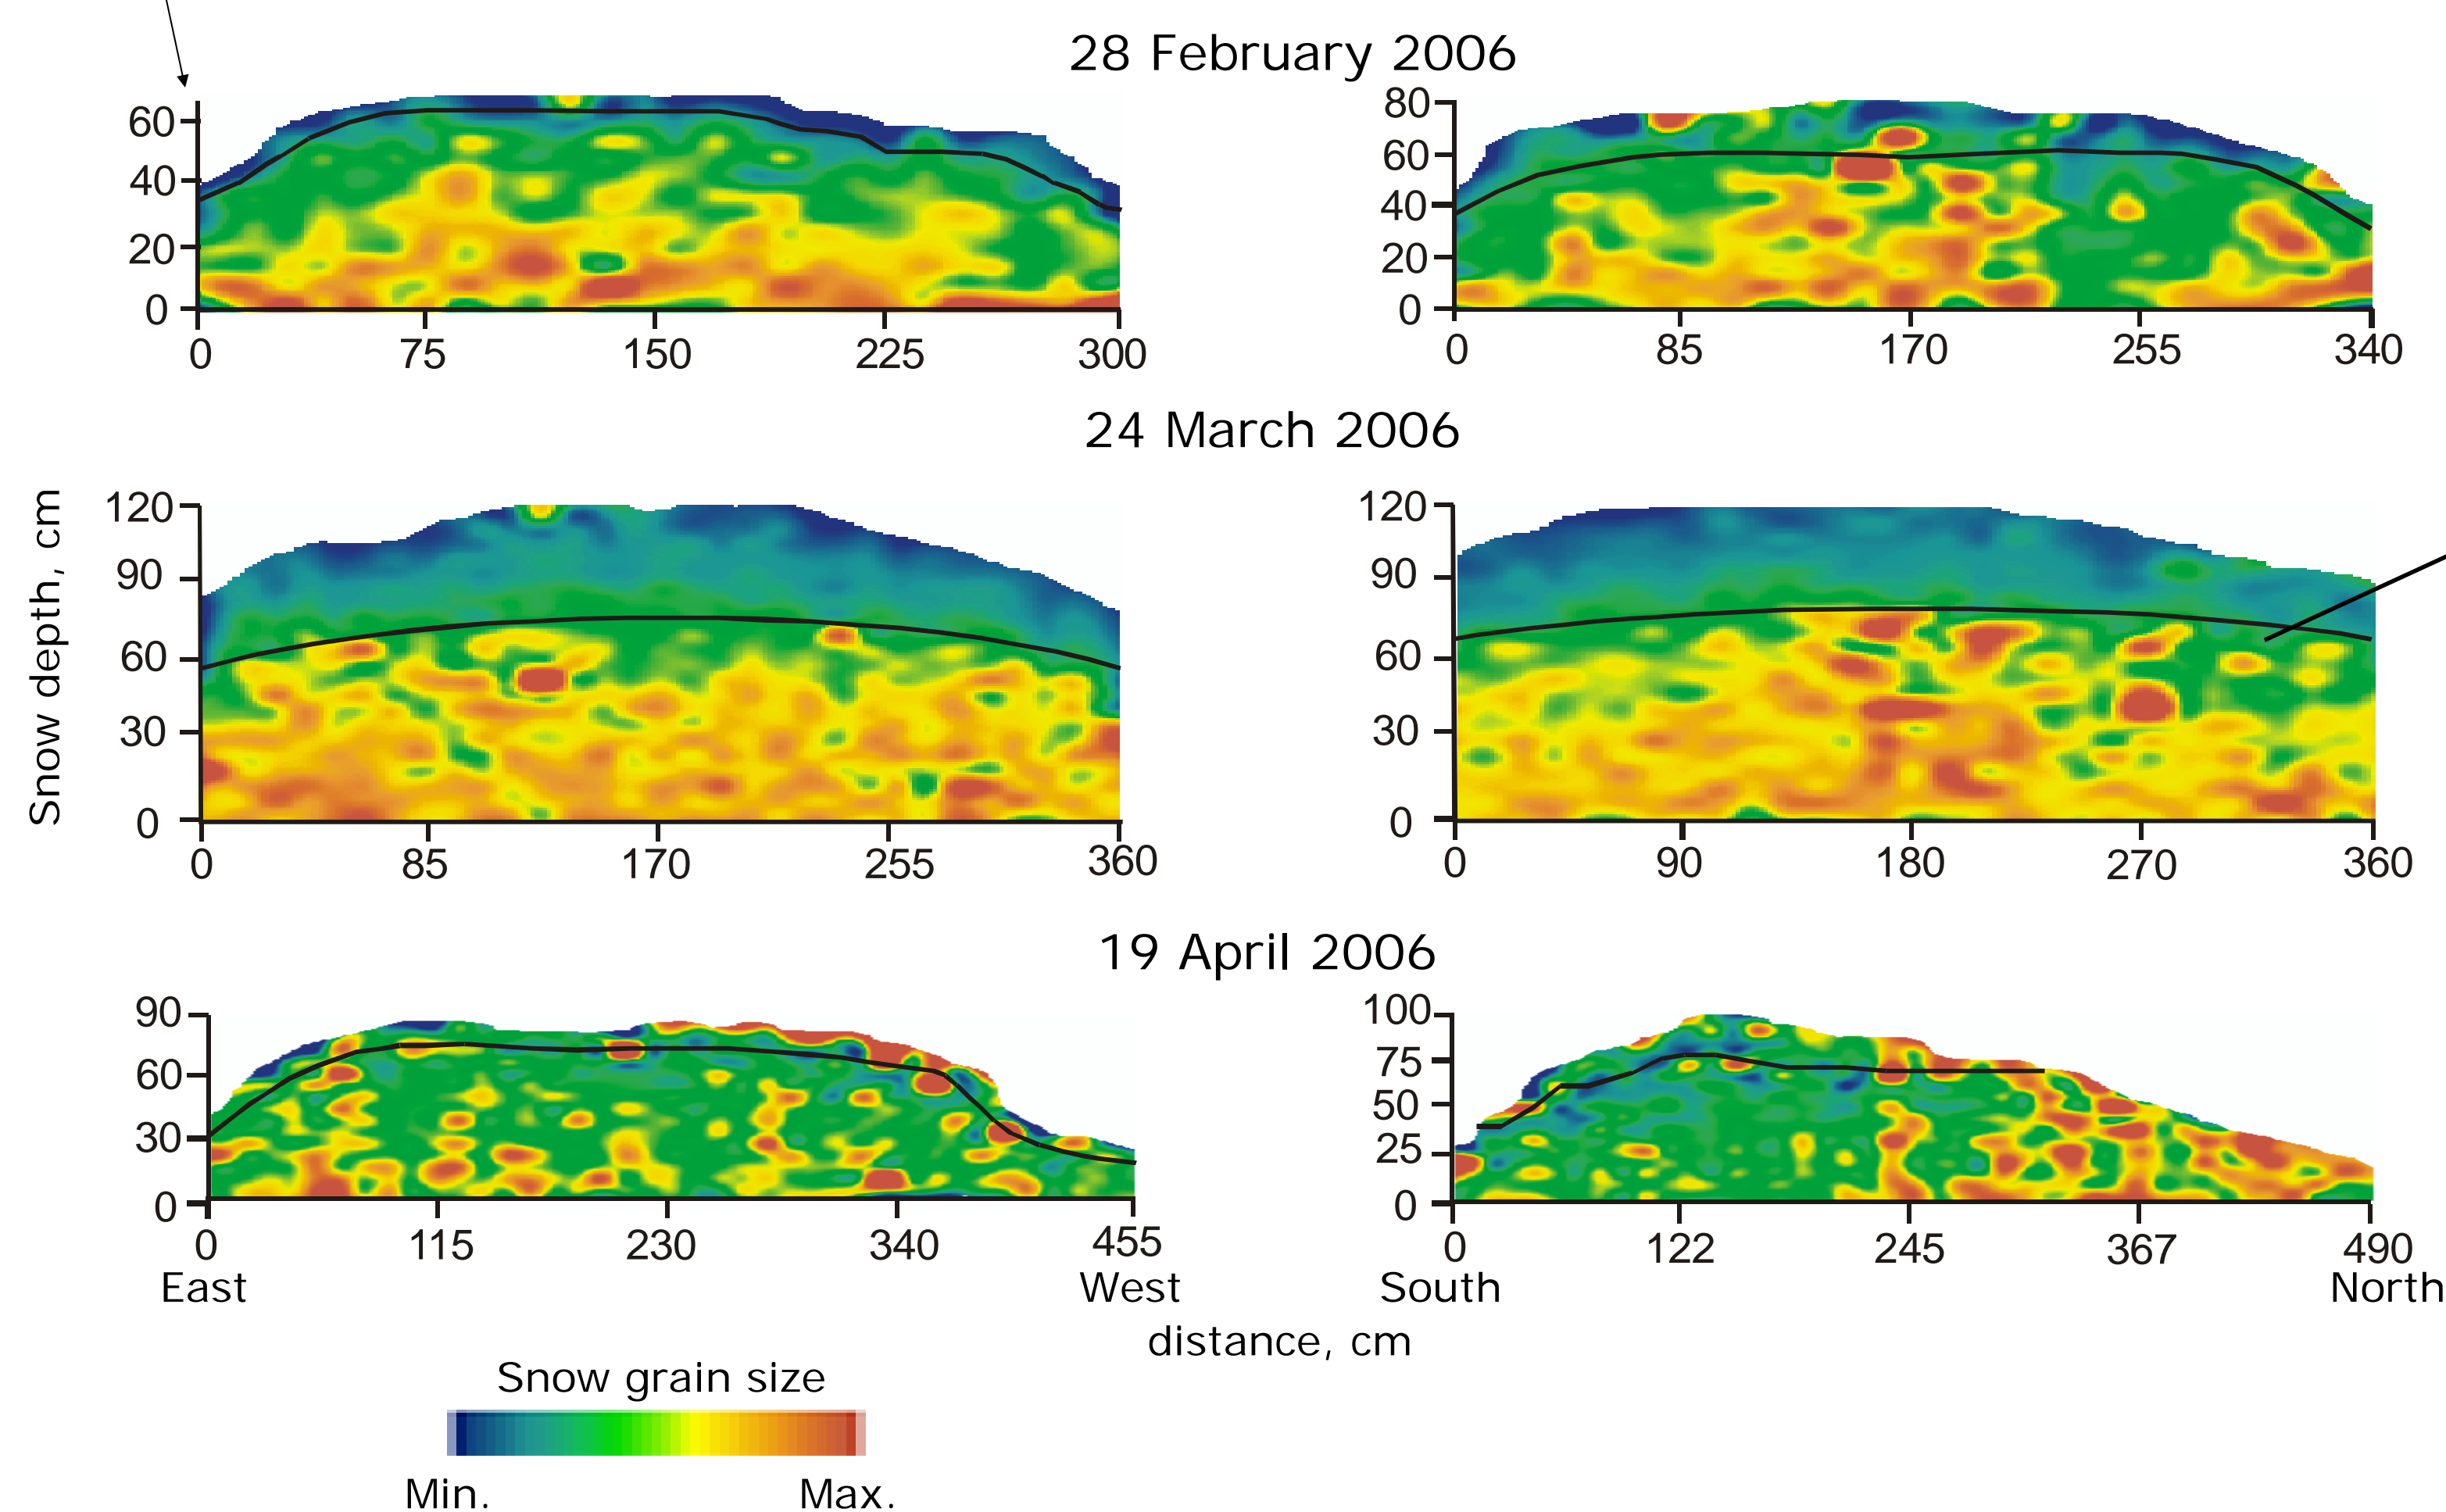 28 February 2006
60
40
20
0
0 75 150 225 300
80
60
40
20
0
0 85 170 255 340
24 March 2006
Snow depth, cm
120
90
60
30
0
0 85 170 255 360
120
90
60
30
0
0 90 180 270 360
19 April 2006
90
60
30
0
0 115 230 340 455
East West
100
75
50
25
0
0 122 245 367 490
South North
distance, cm
Snow grain size
Min. Max.